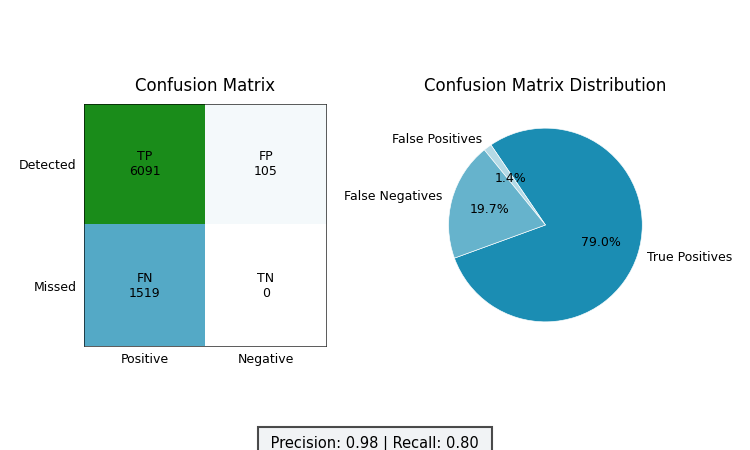 Confusion Matrix
Detected
Missed
TP
6091
FP
105
FN
1519
TN
0
Positive
Negative
Confusion Matrix Distribution
False Positives
False Negatives
True Positives
1.4%
19.7%
79.0%
Precision: 0.98 | Recall: 0.80